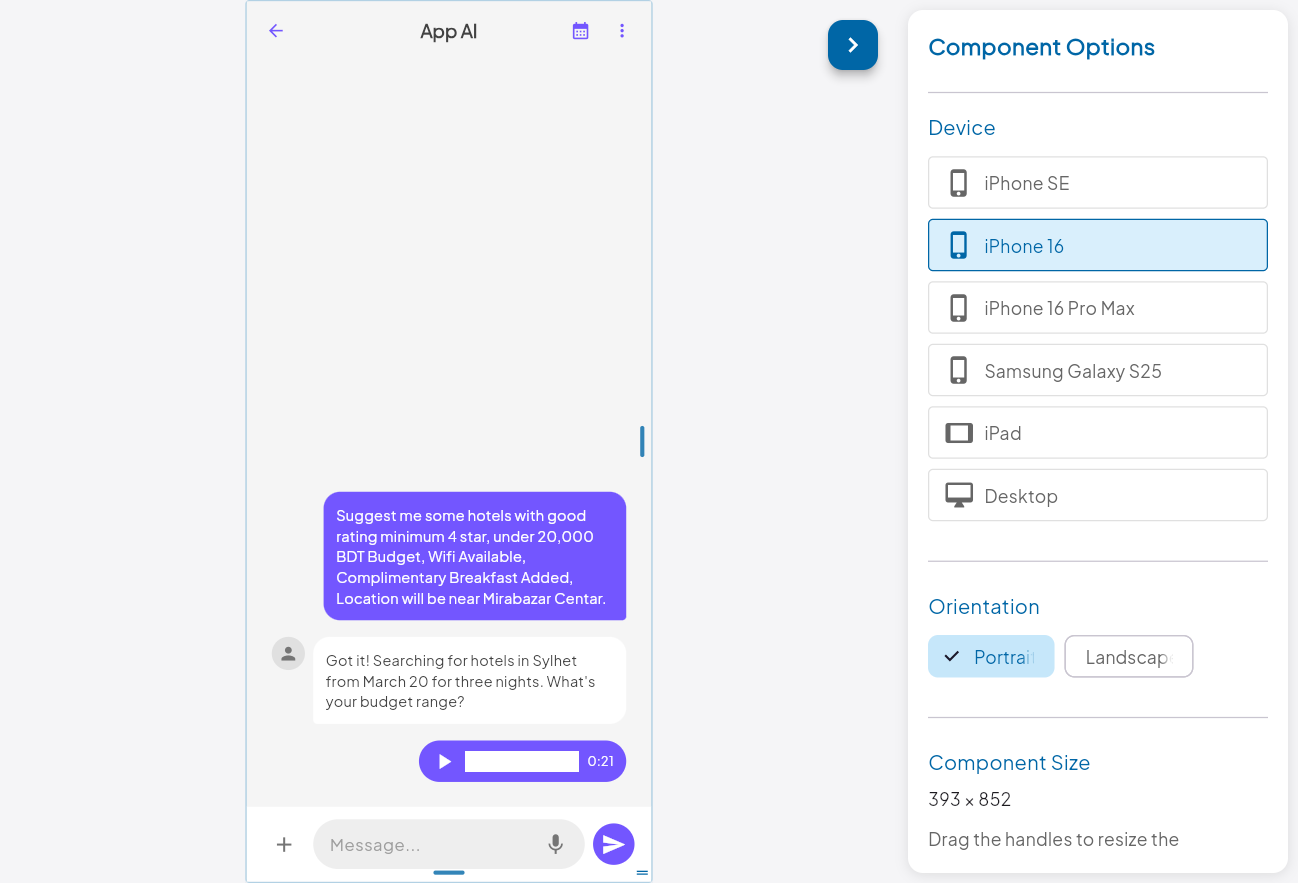 App AI
Suggest me some hotels with good
rating minimum 4 star, under 20,000
BDT Budget, Wifi Available,
Complimentary Breakfast Added,
Location will be near Mirabazar Centar.
Got it! Searching for hotels in Sylhet
from March 20 for three nights. What's
your budget range?
0:21
Message...
Component Options
Device
iPhone SE
iPhone 16
iPhone 16 Pro Max
Samsung Galaxy S25
iPad
Desktop
Orientation
Portrai
Landscap
Component Size
393 × 852
Drag the handles to resize the